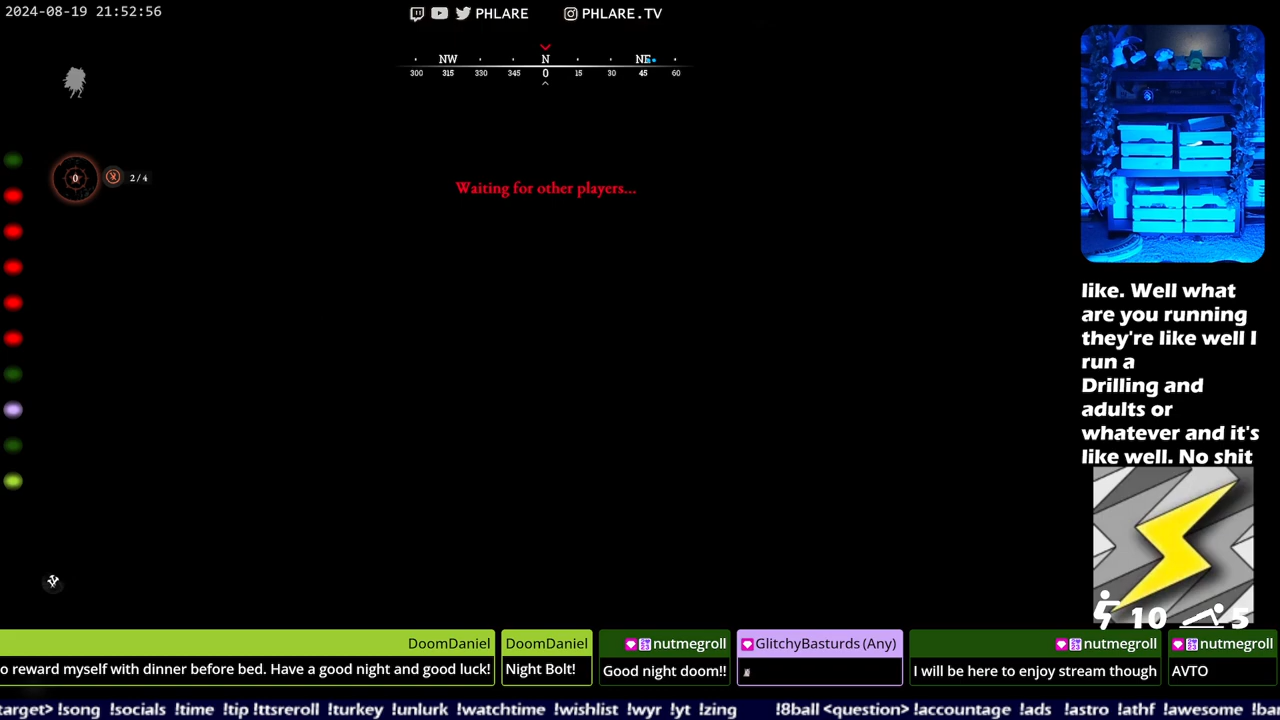 2024-08-19 21:52:56
PHLARE PHLARE.TV
NW N NE
300 315 330 345 0 15 30 45 60
0 2/4
Waiting for other players...
like. Well what
are you running
they're like well I
run a
Drilling and
adults or
whatever and it's
like well. No shit
10 5
DoomDaniel
o reward myself with dinner before bed. Have a good night and good luck!
DoomDaniel
Night Bolt!
nutmegroll
Good night doom!!
GlitchyBasturds (Any)
nutmegroll
I will be here to enjoy stream though
nutmegroll
AVTO
target> !song !socials !time !tip !ttsreroll !turkey !unlurk !watchtime !wishlist !wyr !yt !zing !8ball <question> !accountage !ads !astro !athf !awesome !bar